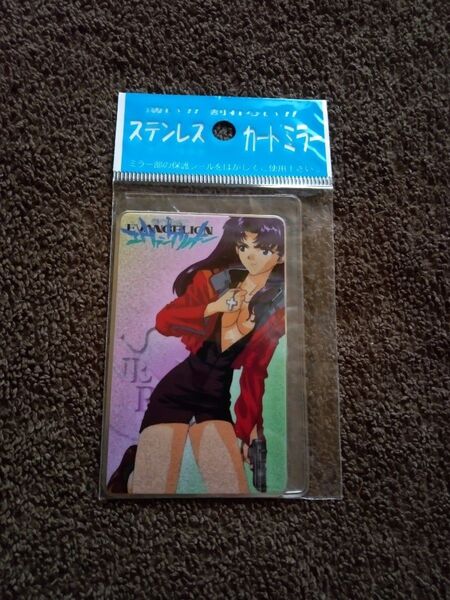 薄い!! 割れない!!
ステンレス カードミラー
ミラー部の保護シールをはがして、ご使用下さい。
EVANGELION
エヴァンゲリオン